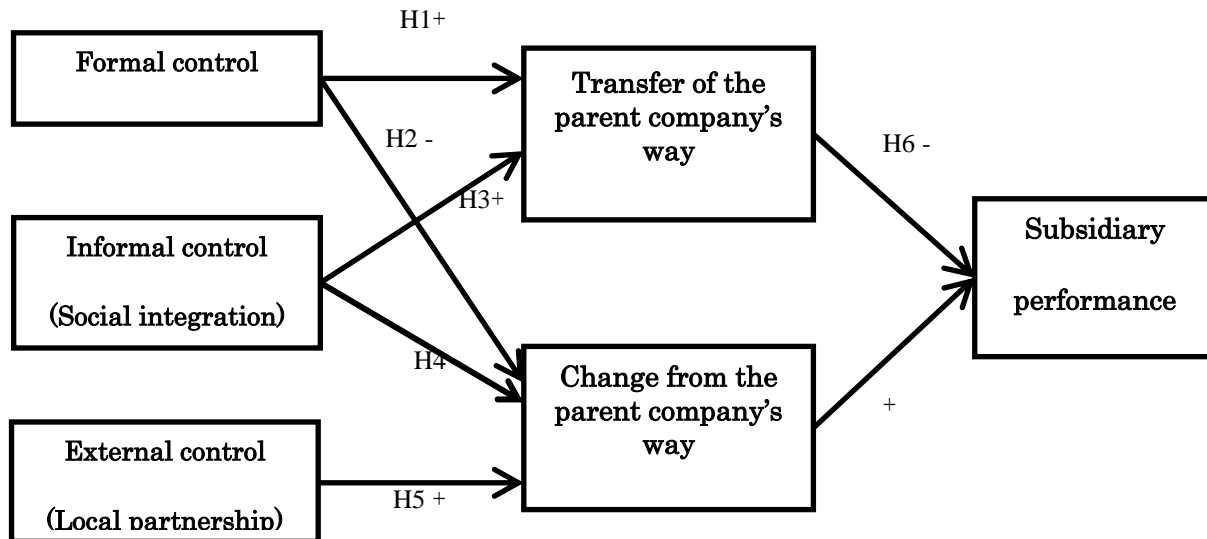 H1+
Formal control
Transfer of the
parent company's
way
H2 -
H6 -
H3+
Informal control
(Social integration)
Subsidiary
performance
H4
Change from the
parent company's
way
+
External control
(Local partnership)
H5 +